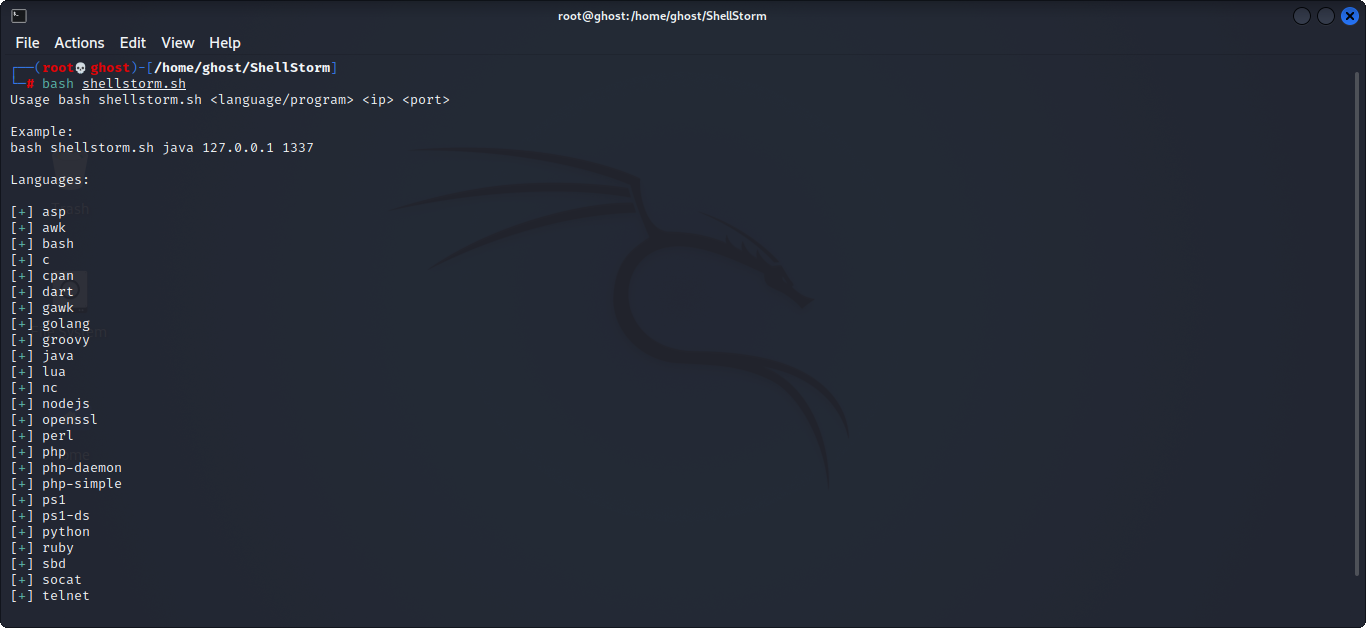 root@ghost:/home/ghost/ShellStorm
File Actions Edit View Help
┌──(root💀ghost)-[/home/ghost/ShellStorm]
└─# bash shellstorm.sh
Usage bash shellstorm.sh <language/program> <ip> <port>
Example:
bash shellstorm.sh java 127.0.0.1 1337
Languages:
[+] asp
[+] awk
[+] bash
[+] c
[+] cpan
[+] dart
[+] gawk
[+] golang
[+] groovy
[+] java
[+] lua
[+] nc
[+] nodejs
[+] openssl
[+] perl
[+] php
[+] php-daemon
[+] php-simple
[+] ps1
[+] ps1-ds
[+] python
[+] ruby
[+] sbd
[+] socat
[+] telnet